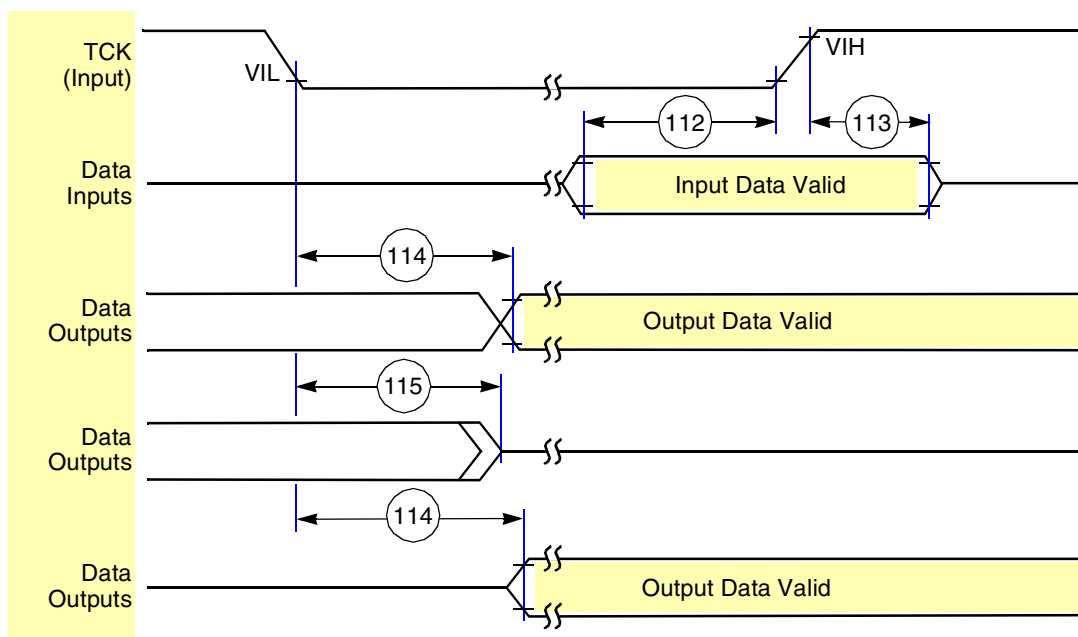 TCK
(Input)
VIL
VIH
112
113
Data
Inputs
Input Data Valid
114
Data
Outputs
Output Data Valid
115
Data
Outputs
114
Data
Outputs
Output Data Valid